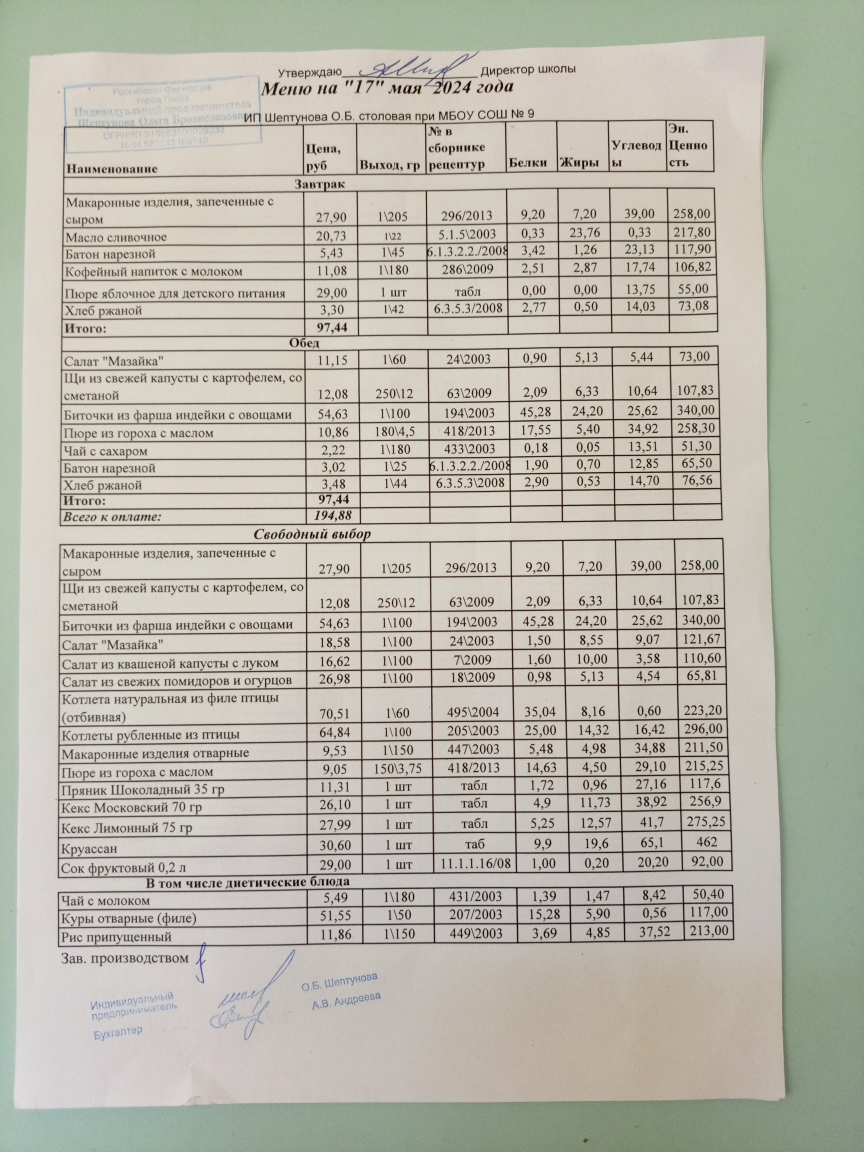 Утверждаю____________________ Директор школы
Меню на "17" мая 2024 года
Российская Федерация
город Пенза
Индивидуальный предприниматель
Шептунова Ольга Брониславовна
ИП Шептунова О.Б. столовая при МБОУ СОШ № 9
Наименование Цена, руб Выход, гр № в сборнике рецептур Белки Жиры Углеводы Эн. Ценность
Завтрак
Макаронные изделия, запеченные с сыром 27,90 1\205 296/2013 9,20 7,20 39,00 258,00
Масло сливочное 20,73 1\22 5.1.5\2003 0,33 23,76 0,33 217,80
Батон нарезной 5,43 1\45 6.1.3.2.2./2008 3,42 1,26 23,13 117,90
Кофейный напиток с молоком 11,08 1\180 286\2009 2,51 2,87 17,74 106,82
Пюре яблочное для детского питания 29,00 1 шт табл 0,00 0,00 13,75 55,00
Хлеб ржаной 3,30 1\42 6.3.5.3/2008 2,77 0,50 14,03 73,08
Итого: 97,44
Обед
Салат "Мазайка" 11,15 1\60 24\2003 0,90 5,13 5,44 73,00
Щи из свежей капусты с картофелем, со сметаной 12,08 250\12 63\2009 2,09 6,33 10,64 107,83
Биточки из фарша индейки с овощами 54,63 1\100 194\2003 45,28 24,20 25,62 340,00
Пюре из гороха с маслом 10,86 180\4,5 418/2013 17,55 5,40 34,92 258,30
Чай с сахаром 2,22 1\180 433\2003 0,18 0,05 13,51 51,30
Батон нарезной 3,02 1\25 6.1.3.2.2./2008 1,90 0,70 12,85 65,50
Хлеб ржаной 3,48 1\44 6.3.5.3\2008 2,90 0,53 14,70 76,56
Итого: 97,44
Всего к оплате: 194,88
Свободный выбор
Макаронные изделия, запеченные с сыром 27,90 1\205 296/2013 9,20 7,20 39,00 258,00
Щи из свежей капусты с картофелем, со сметаной 12,08 250\12 63\2009 2,09 6,33 10,64 107,83
Биточки из фарша индейки с овощами 54,63 1\100 194\2003 45,28 24,20 25,62 340,00
Салат "Мазайка" 18,58 1\100 24\2003 1,50 8,55 9,07 121,67
Салат из квашеной капусты с луком 16,62 1\100 7\2009 1,60 10,00 3,58 110,60
Салат из свежих помидоров и огурцов 26,98 1\100 18\2009 0,98 5,13 4,54 65,81
Котлета натуральная из филе птицы (отбивная) 70,51 1\60 495\2004 35,04 8,16 0,60 223,20
Котлеты рубленные из птицы 64,84 1\100 205\2003 25,00 14,32 16,42 296,00
Макаронные изделия отварные 9,53 1\150 447\2003 5,48 4,98 34,88 211,50
Пюре из гороха с маслом 9,05 150\3,75 418/2013 14,63 4,50 29,10 215,25
Пряник Шоколадный 35 гр 11,31 1 шт табл 1,72 0,96 27,16 117,6
Кекс Московский 70 гр 26,10 1 шт табл 4,9 11,73 38,92 256,9
Кекс Лимонный 75 гр 27,99 1 шт табл 5,25 12,57 41,7 275,25
Круассан 30,60 1 шт таб 9,9 19,6 65,1 462
Сок фруктовый 0,2 л 29,00 1 шт 11.1.1.16/08 1,00 0,20 20,20 92,00
В том числе диетические блюда
Чай с молоком 5,49 1\180 431/2003 1,39 1,47 8,42 50,40
Куры отварные (филе) 51,55 1\50 207/2003 15,28 5,90 0,56 117,00
Рис припущенный 11,86 1\150 449\2003 3,69 4,85 37,52 213,00
Зав. производством
Индивидуальный предприниматель О.Б. Шептунова
Бухгалтер А.В. Андреева